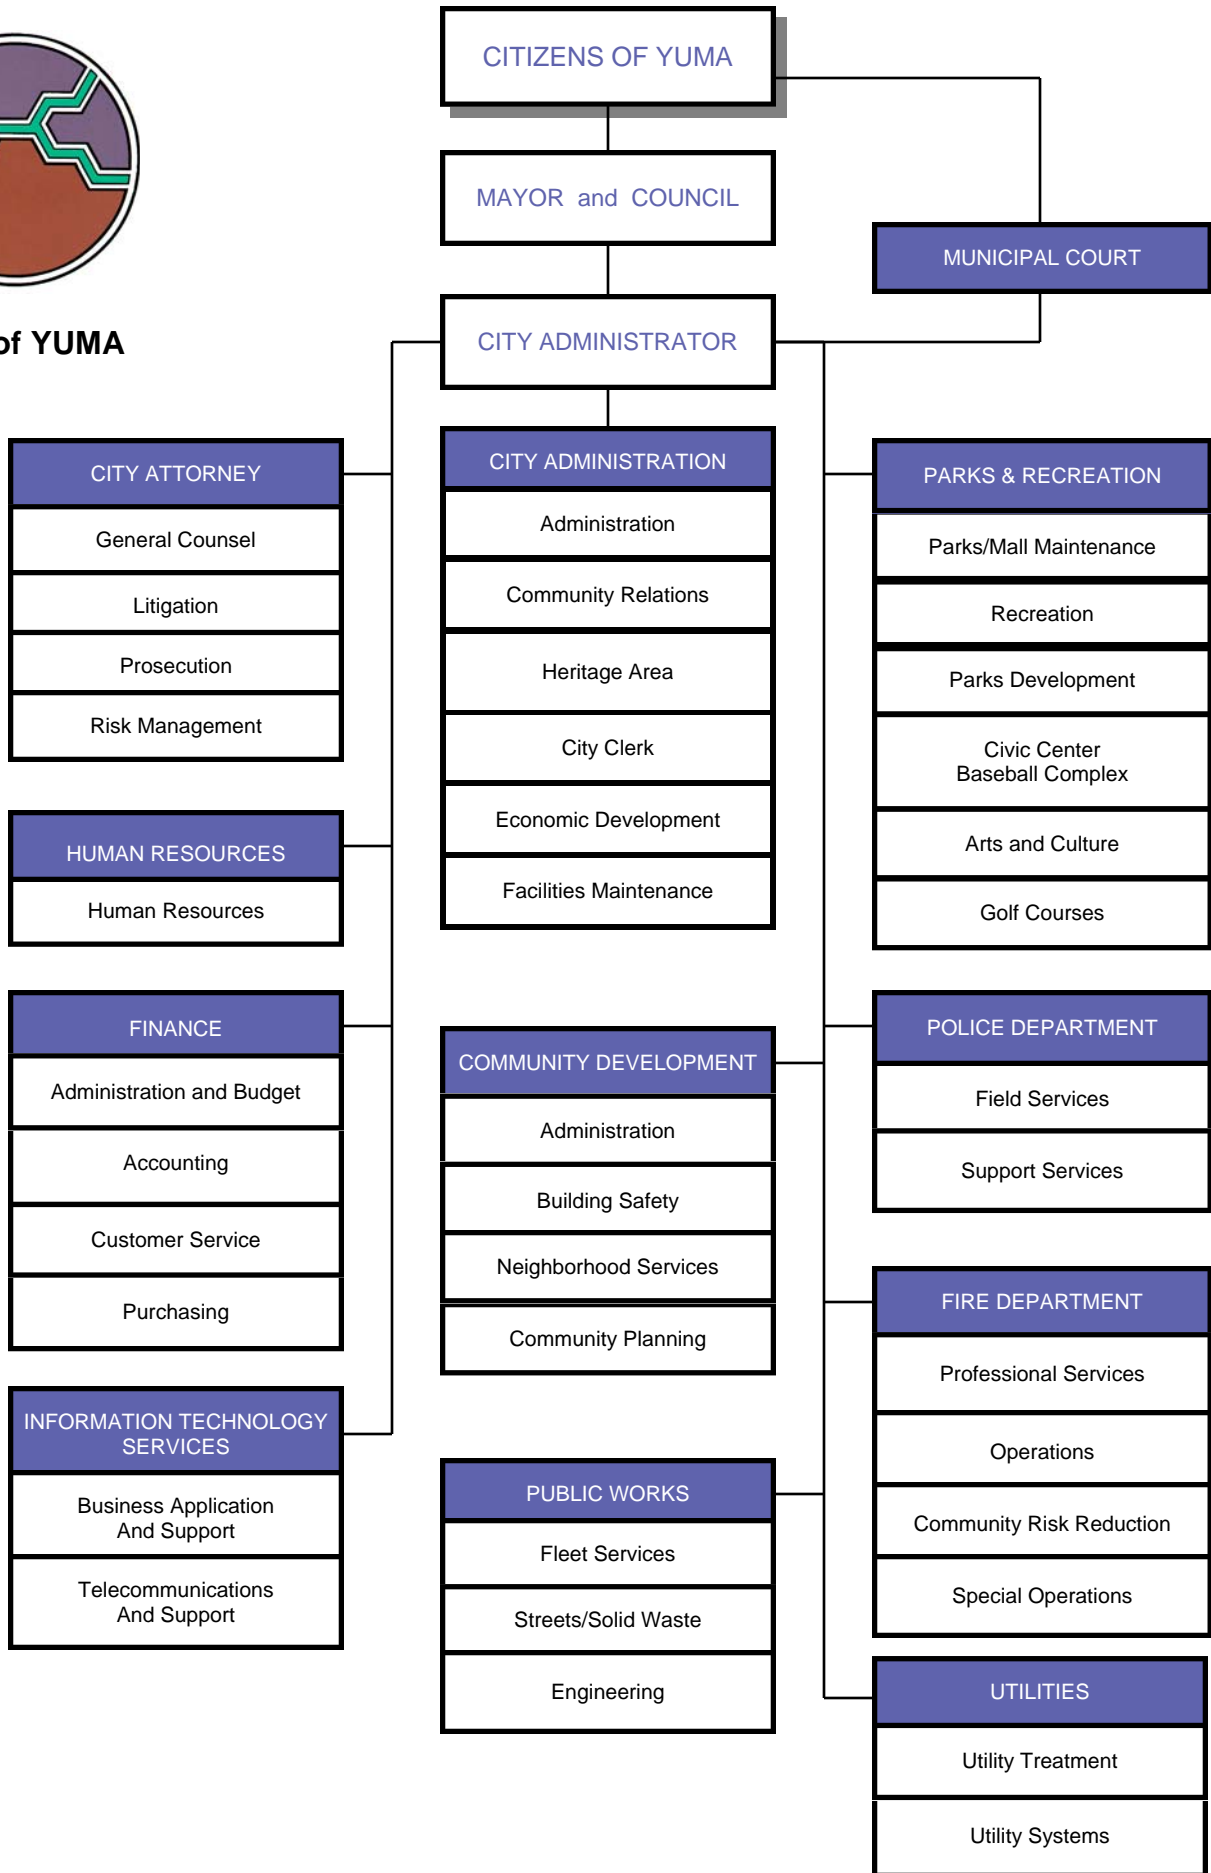 CITIZENS OF YUMA
MAYOR and COUNCIL
MUNICIPAL COURT
CITY ADMINISTRATOR
of YUMA
CITY ATTORNEY
General Counsel
Litigation
Prosecution
Risk Management
HUMAN RESOURCES
Human Resources
FINANCE
Administration and Budget
Accounting
Customer Service
Purchasing
INFORMATION TECHNOLOGY
SERVICES
Business Application
And Support
Telecommunications
And Support
CITY ADMINISTRATION
Administration
Community Relations
Heritage Area
City Clerk
Economic Development
Facilities Maintenance
COMMUNITY DEVELOPMENT
Administration
Building Safety
Neighborhood Services
Community Planning
PUBLIC WORKS
Fleet Services
Streets/Solid Waste
Engineering
PARKS & RECREATION
Parks/Mall Maintenance
Recreation
Parks Development
Civic Center
Baseball Complex
Arts and Culture
Golf Courses
POLICE DEPARTMENT
Field Services
Support Services
FIRE DEPARTMENT
Professional Services
Operations
Community Risk Reduction
Special Operations
UTILITIES
Utility Treatment
Utility Systems